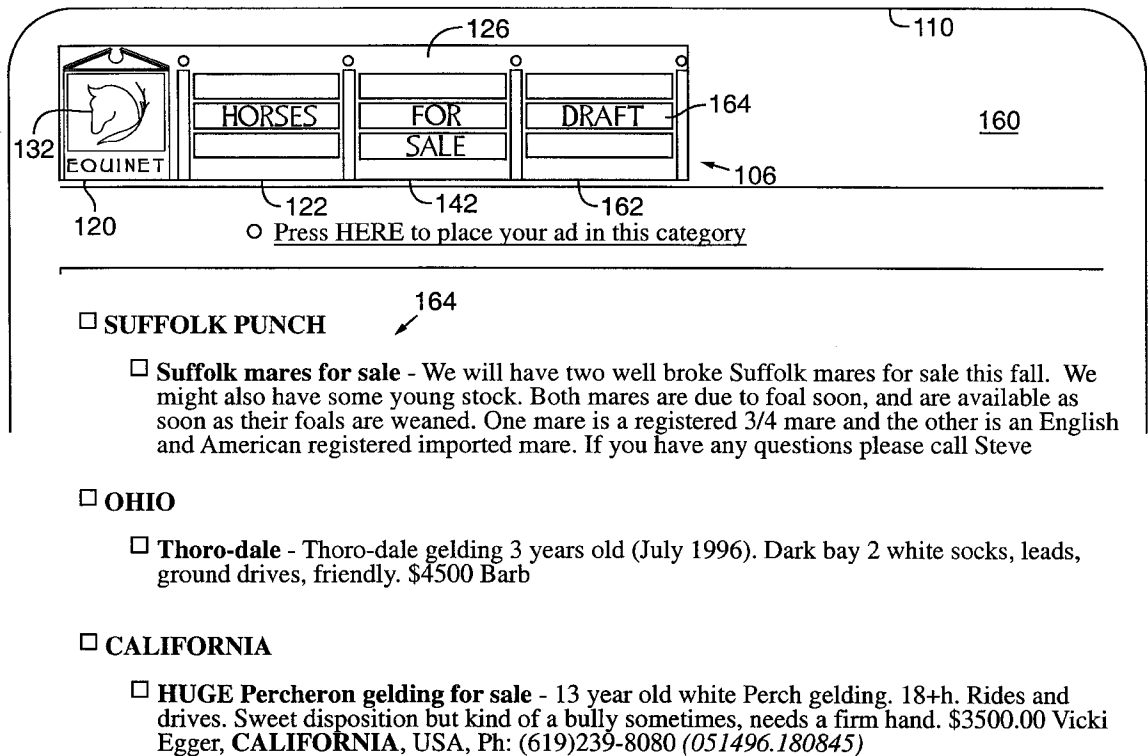 110
126
HORSES FOR DRAFT
SALE
164
160
132
EQUINET
106
120
122
142
162
Press HERE to place your ad in this category
164
SUFFOLK PUNCH
Suffolk mares for sale - We will have two well broke Suffolk mares for sale this fall. We
might also have some young stock. Both mares are due to foal soon, and are available as
soon as their foals are weaned. One mare is a registered 3/4 mare and the other is an English
and American registered imported mare. If you have any questions please call Steve
OHIO
Thoro-dale - Thoro-dale gelding 3 years old (July 1996). Dark bay 2 white socks, leads,
ground drives, friendly. $4500 Barb
CALIFORNIA
HUGE Percheron gelding for sale - 13 year old white Perch gelding. 18+h. Rides and
drives. Sweet disposition but kind of a bully sometimes, needs a firm hand. $3500.00 Vicki
Egger, CALIFORNIA, USA, Ph: (619)239-8080 (051496.180845)